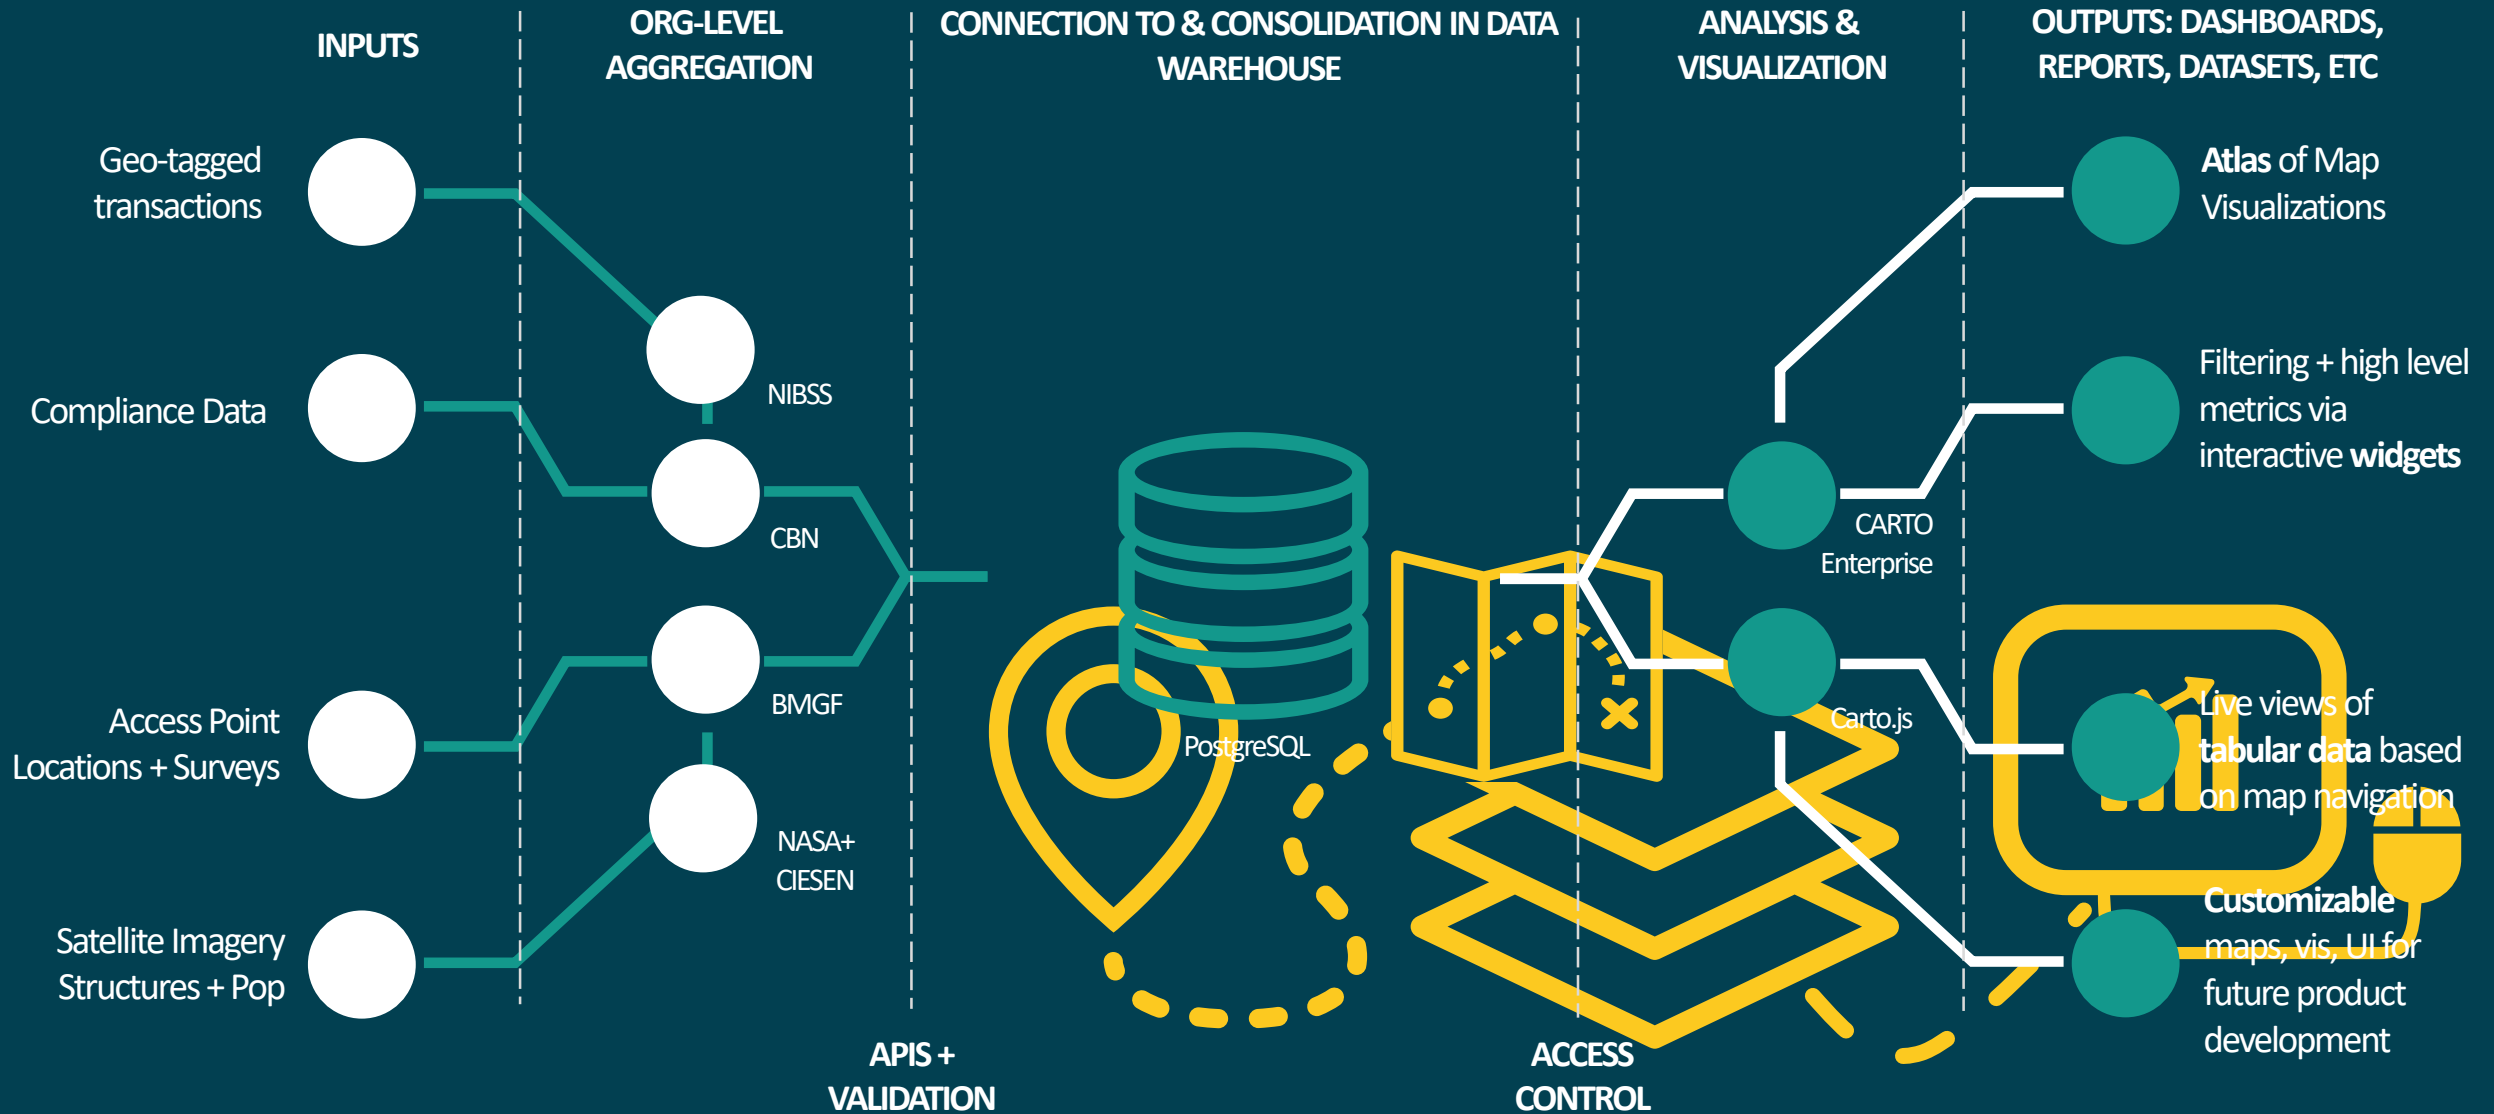 INPUTS
ORG-LEVEL
AGGREGATION
CONNECTION TO & CONSOLIDATION IN DATA
WAREHOUSE
ANALYSIS &
VISUALIZATION
OUTPUTS: DASHBOARDS,
REPORTS, DATASETS, ETC
Geo-tagged
transactions
Compliance Data
Access Point
Locations + Surveys
Satellite Imagery
Structures + Pop
NIBSS
CBN
BMGF
NASA+
CIESEN
PostgreSQL
CARTO
Enterprise
Carto.js
Atlas of Map
Visualizations
Filtering + high level
metrics via
interactive widgets
Live views of
tabular data based
on map navigation
Customizable
maps, vis, UI for
future product
development
APIS +
VALIDATION
ACCESS
CONTROL